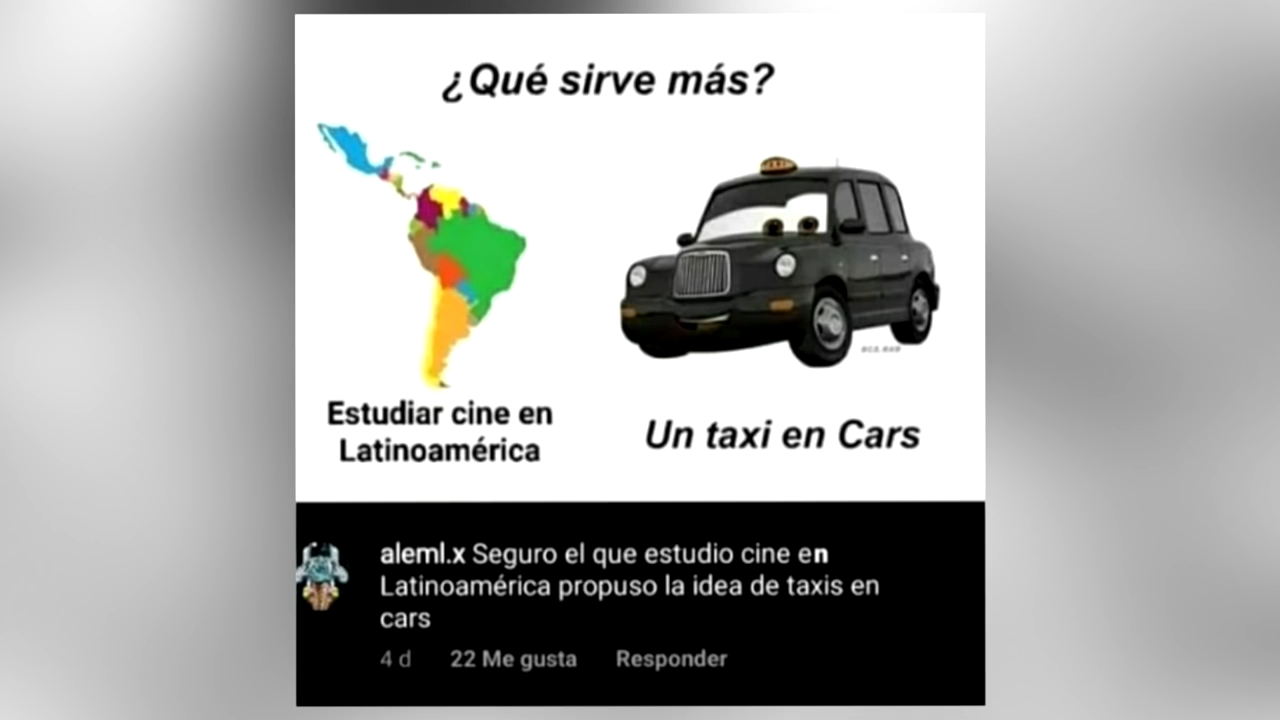 ¿Qué sirve más?
Estudiar cine en
Latinoamérica
Un taxi en Cars
aleml.x Seguro el que estudio cine en
Latinoamérica propuso la idea de taxis en
cars
4 d 22 Me gusta Responder